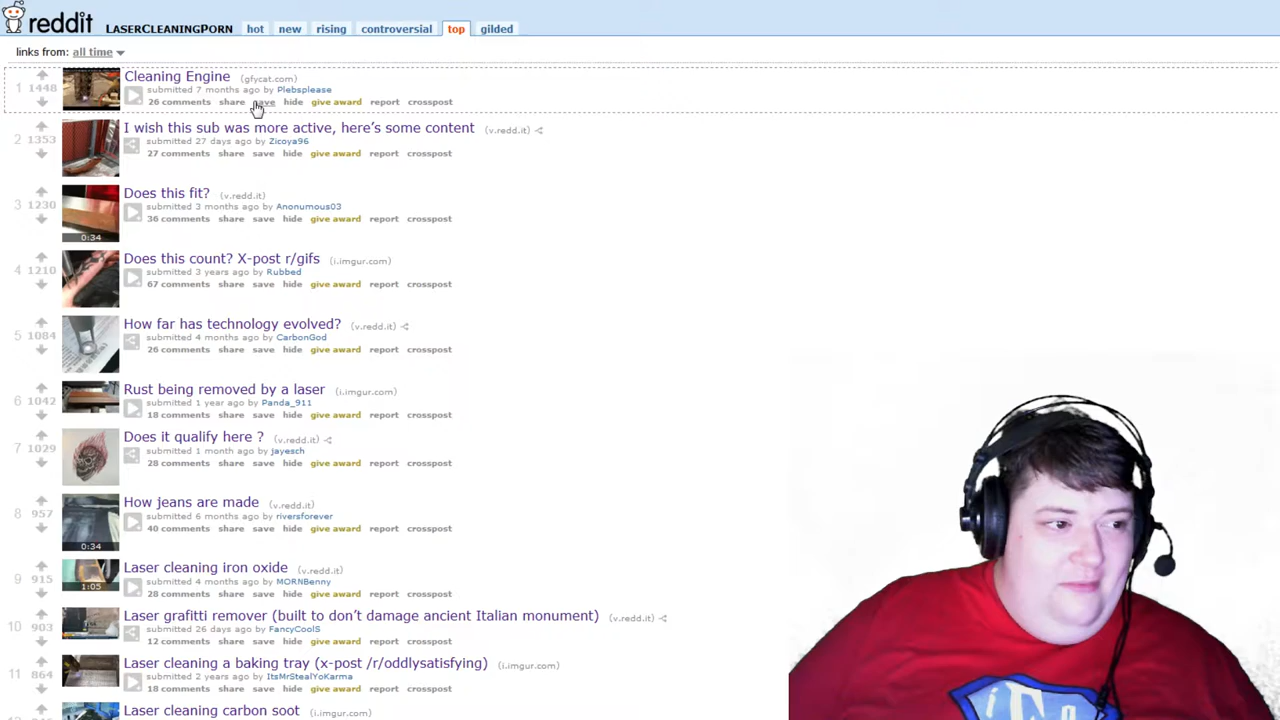 reddit LASERCLEANINGPORN hot new rising controversial top gilded
links from: all time
1 1448 Cleaning Engine (gfycat.com)
submitted 7 months ago by Plebsplease
26 comments share save hide give award report crosspost
2 1353 I wish this sub was more active, here's some content (v.redd.it)
submitted 27 days ago by Zicoya96
27 comments share save hide give award report crosspost
3 1230 Does this fit? (v.redd.it)
submitted 3 months ago by Anonumous03
36 comments share save hide give award report crosspost
0:34
4 1210 Does this count? X-post r/gifs (i.imgur.com)
submitted 3 years ago by Rubbed
67 comments share save hide give award report crosspost
5 1084 How far has technology evolved? (v.redd.it)
submitted 4 months ago by CarbonGod
26 comments share save hide give award report crosspost
6 1042 Rust being removed by a laser (i.imgur.com)
submitted 1 year ago by Panda_911
18 comments share save hide give award report crosspost
7 1029 Does it qualify here ? (v.redd.it)
submitted 1 month ago by jayesch
28 comments share save hide give award report crosspost
8 957 How jeans are made (v.redd.it)
submitted 6 months ago by riversforever
40 comments share save hide give award report crosspost
0:34
9 915 Laser cleaning iron oxide (v.redd.it)
submitted 4 months ago by MORNBenny
1:05
28 comments share save hide give award report crosspost
10 903 Laser grafitti remover (built to don't damage ancient Italian monument) (v.redd.it)
submitted 26 days ago by FancyCoolS
12 comments share save hide give award report crosspost
11 864 Laser cleaning a baking tray (x-post /r/oddlysatisfying) (i.imgur.com)
submitted 2 years ago by ItsMrStealYoKarma
18 comments share save hide give award report crosspost
Laser cleaning carbon soot (i.imgur.com)